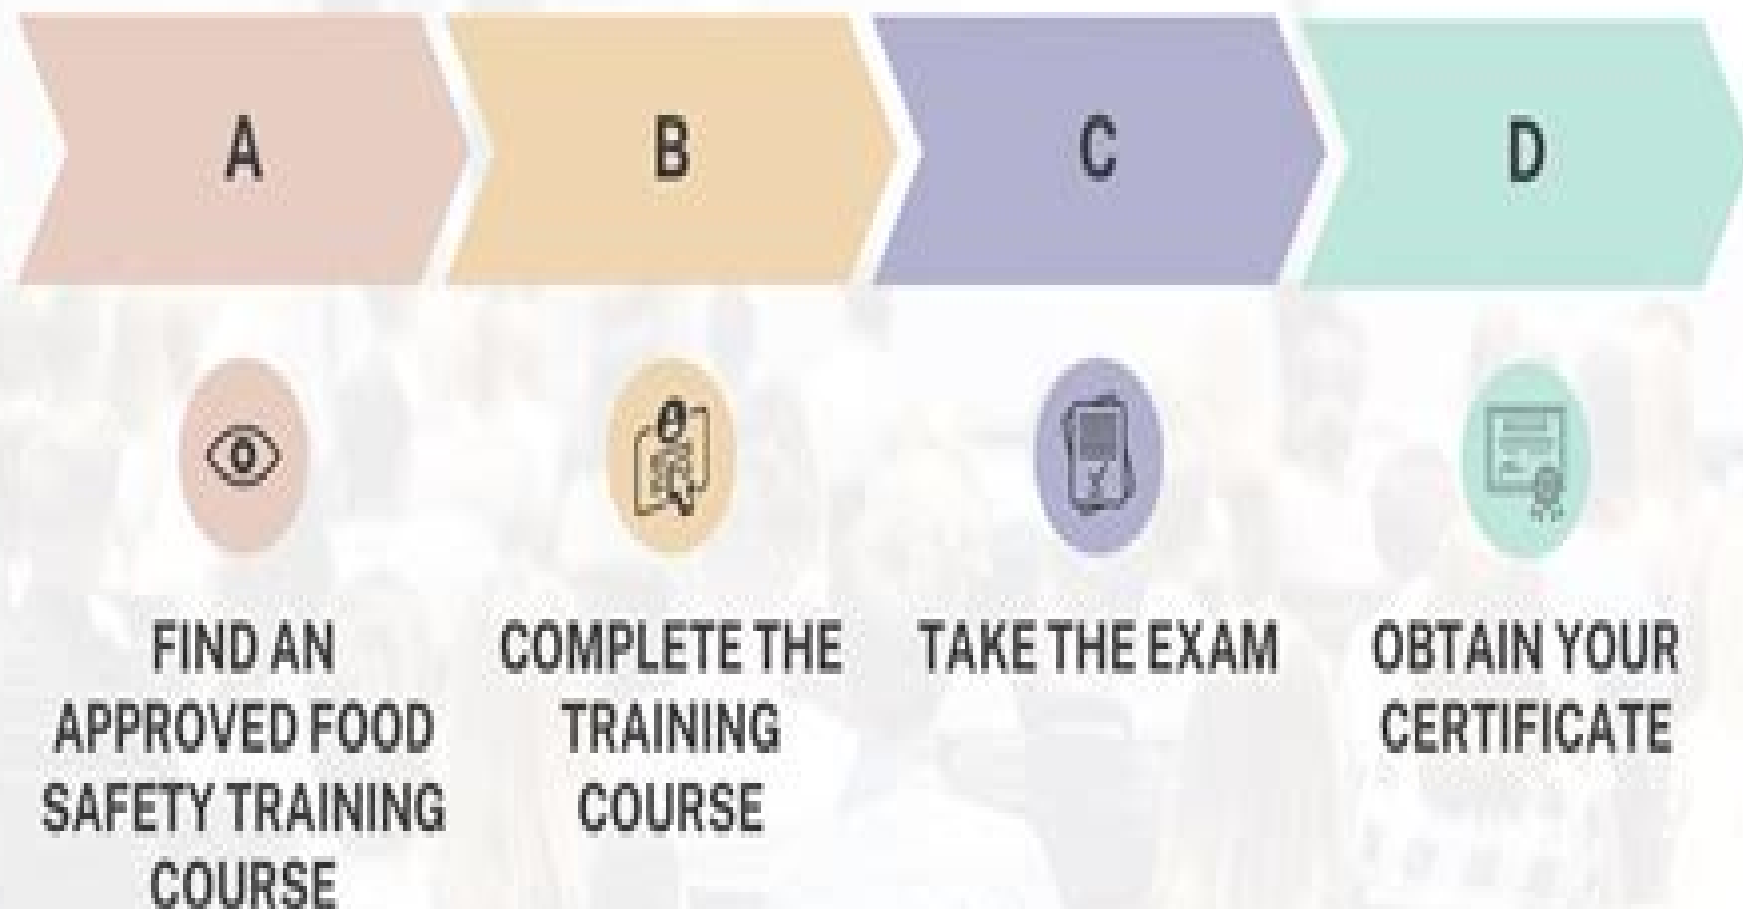 A
B
C
D
FIND AN
APPROVED FOOD
SAFETY TRAINING
COURSE
COMPLETE THE
TRAINING
COURSE
TAKE THE EXAM
OBTAIN YOUR
CERTIFICATE